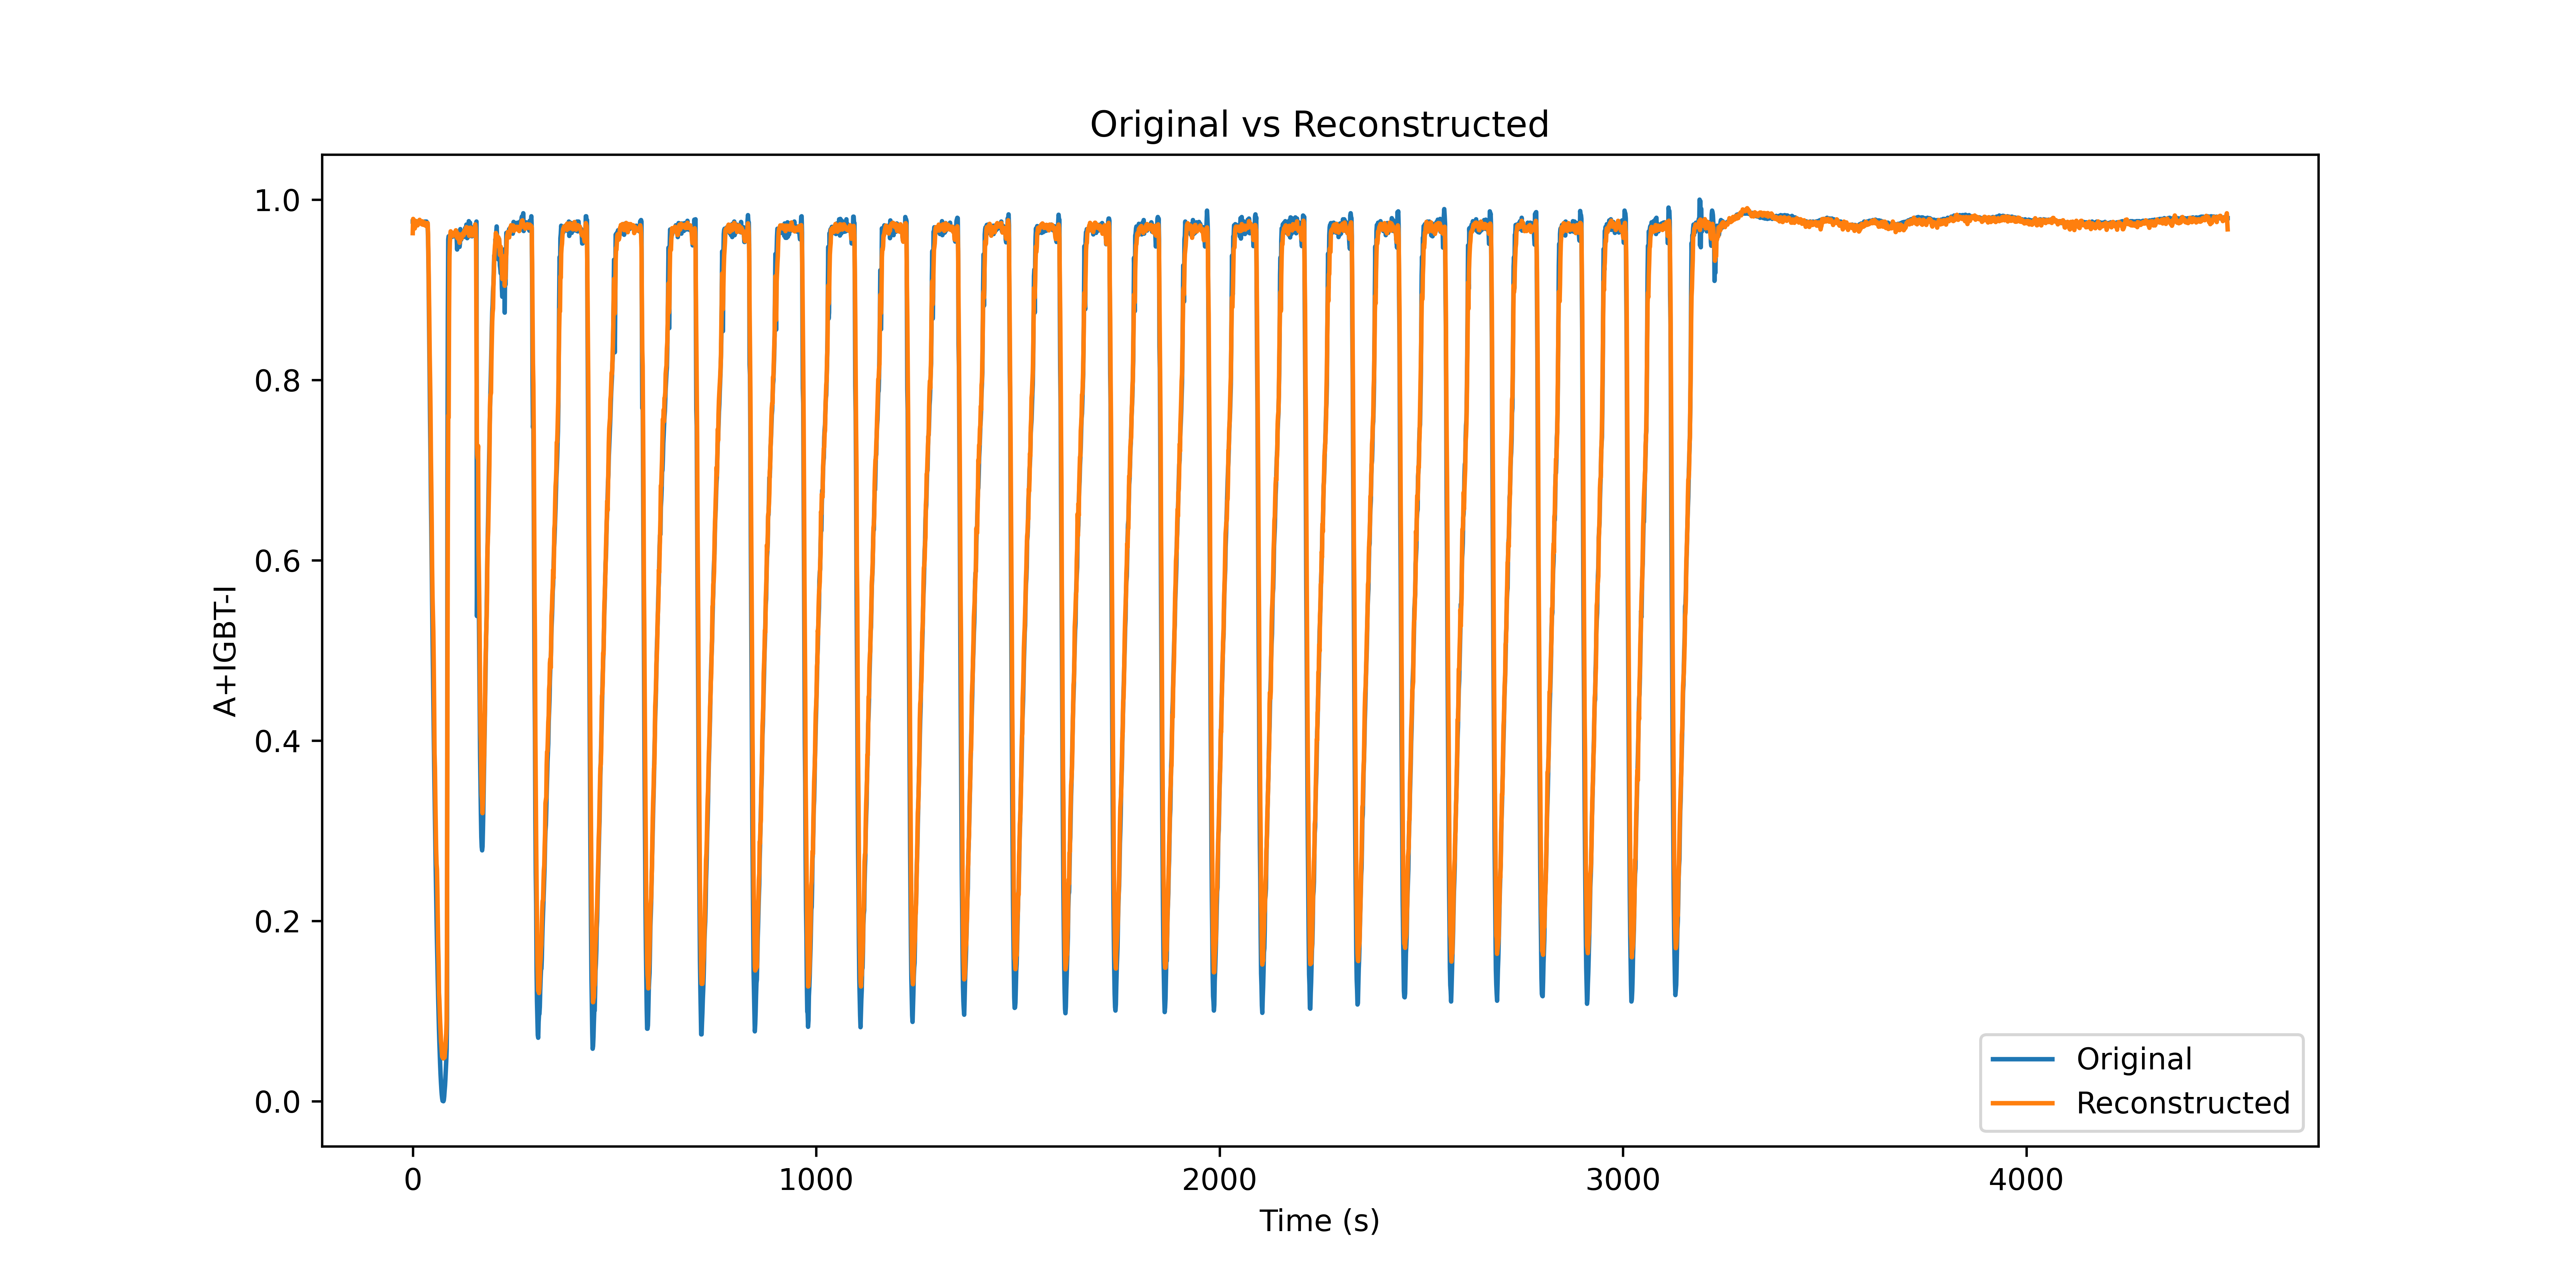 Original vs Reconstructed
1.0
0.8
0.6
0.4
0.2
0.0
A+IGBT-I
0 1000 2000 3000 4000
Time (s)
Original
Reconstructed